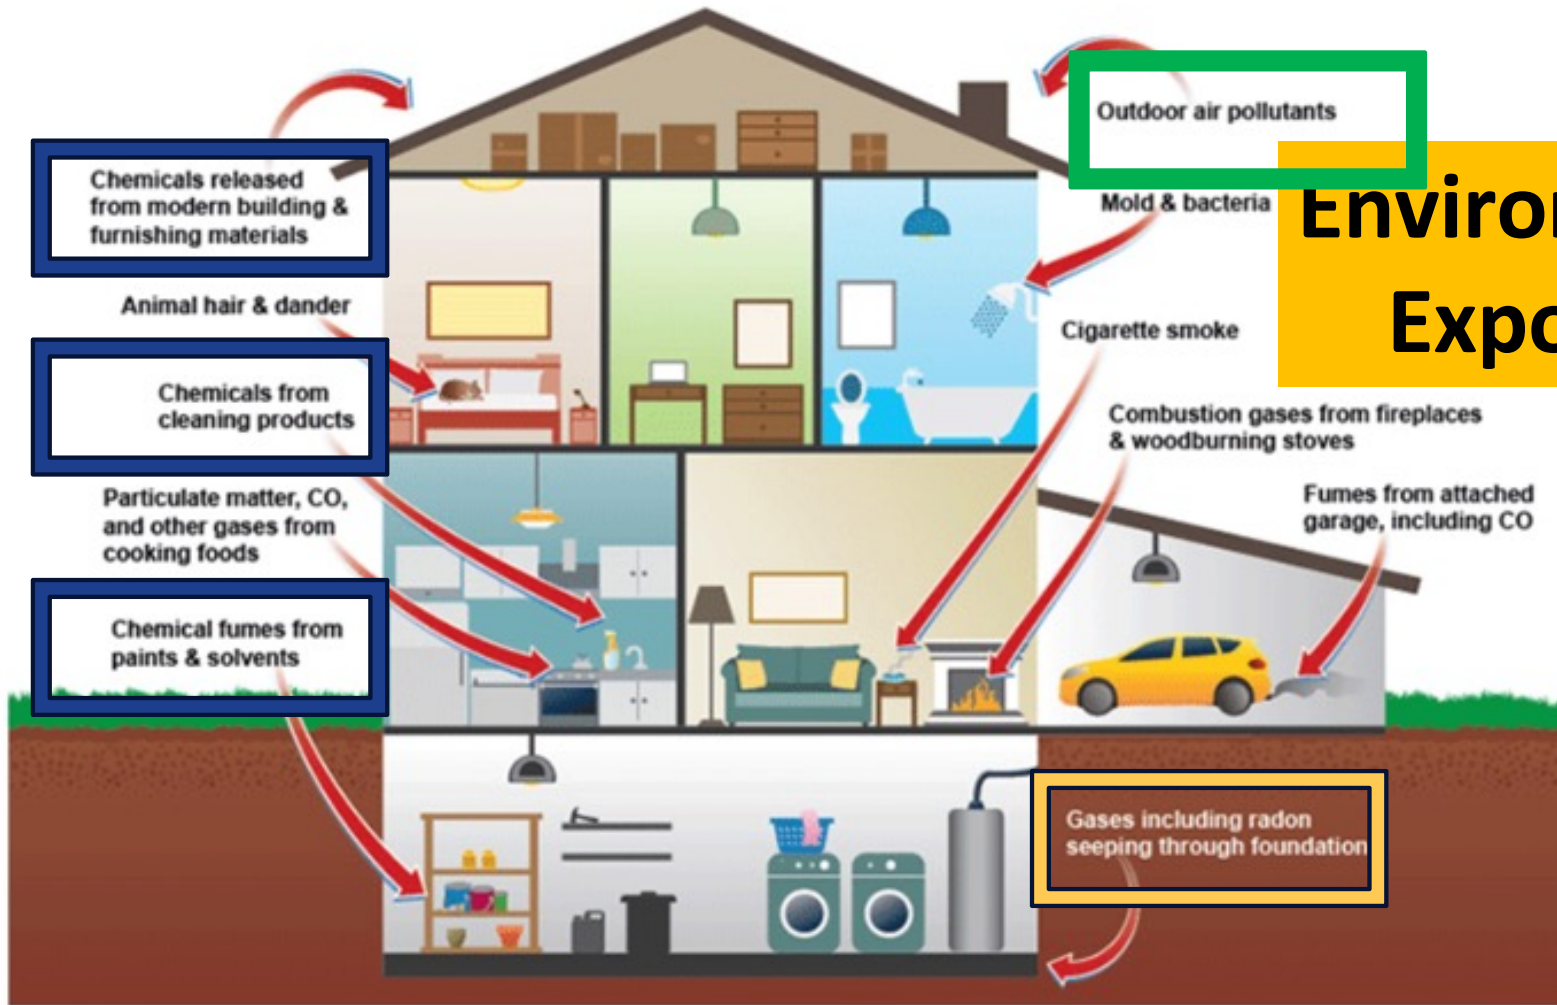 Outdoor air pollutants
Chemicals released
from modern building &
furnishing materials
Mold & bacteria
Animal hair & dander
Cigarette smoke
Chemicals from
cleaning products
Combustion gases from fireplaces
& woodburning stoves
Particulate matter, CO,
and other gases from
cooking foods
Fumes from attached
garage, including CO
Chemical fumes from
paints & solvents
Gases including radon
seeping through foundation
Environ
Expo